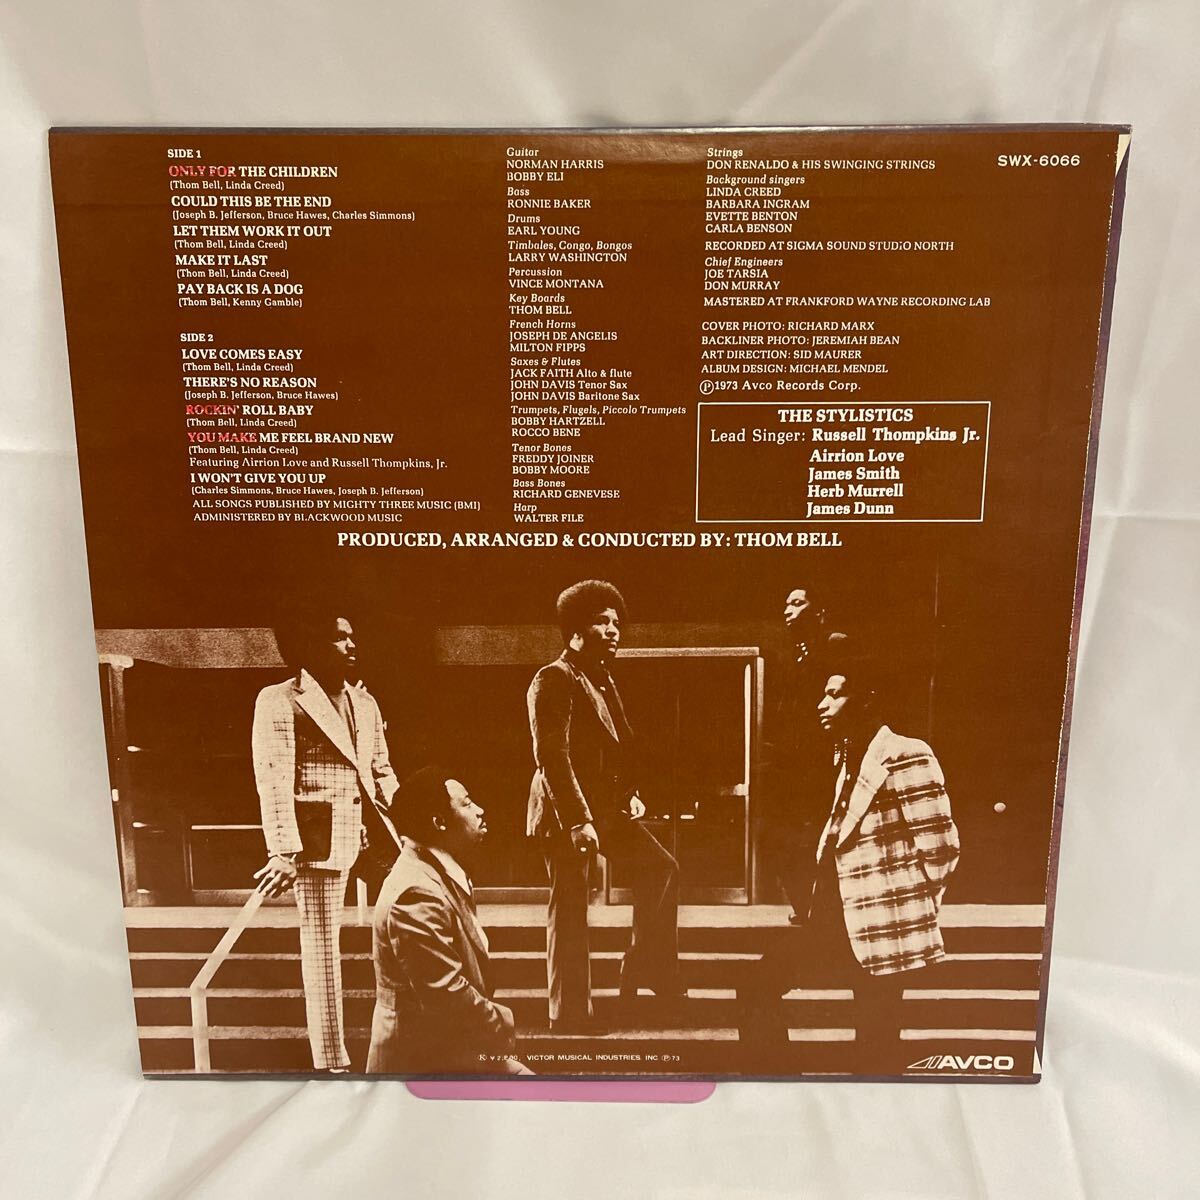 SIDE 1
ONLY FOR THE CHILDREN
(Thom Bell, Linda Creed)
COULD THIS BE THE END
(Joseph B. Jefferson, Bruce Hawes, Charles Simmons)
LET THEM WORK IT OUT
(Thom Bell, Linda Creed)
MAKE IT LAST
(Thom Bell, Linda Creed)
PAY BACK IS A DOG
(Thom Bell, Kenny Gamble)
SIDE 2
LOVE COMES EASY
(Thom Bell, Linda Creed)
THERE'S NO REASON
(Joseph B. Jefferson, Bruce Hawes)
ROCKIN' ROLL BABY
(Thom Bell, Linda Creed)
YOU MAKE ME FEEL BRAND NEW
(Thom Bell, Linda Creed)
Featuring Airrion Love and Russell Thompkins, Jr.
I WON'T GIVE YOU UP
(Charles Simmons, Bruce Hawes, Joseph B. Jefferson)
ALL SONGS PUBLISHED BY MIGHTY THREE MUSIC (BMI)
ADMINISTERED BY BLACKWOOD MUSIC
Guitar
NORMAN HARRIS
BOBBY ELI
Bass
RONNIE BAKER
Drums
EARL YOUNG
Timbales, Congo, Bongos
LARRY WASHINGTON
Percussion
VINCE MONTANA
Key Boards
THOM BELL
French Horns
JOSEPH DE ANGELIS
MILTON FIPPS
Saxes & Flutes
JACK FAITH Alto & flute
JOHN DAVIS Tenor Sax
JOHN DAVIS Baritone Sax
Trumpets, Flugels, Piccolo Trumpets
BOBBY HARTZELL
ROCCO BENE
Tenor Bones
FREDDY JOINER
BOBBY MOORE
Bass Bones
RICHARD GENEVESE
Harp
WALTER FILE
Strings
DON RENALDO & HIS SWINGING STRINGS
Background singers
LINDA CREED
BARBARA INGRAM
EVETTE BENTON
CARLA BENSON
RECORDED AT SIGMA SOUND STUDIO NORTH
Chief Engineers
JOE TARSIA
DON MURRAY
MASTERED AT FRANKFORD WAYNE RECORDING LAB
COVER PHOTO: RICHARD MARX
BACKLINER PHOTO: JEREMIAH BEAN
ART DIRECTION: SID MAURER
ALBUM DESIGN: MICHAEL MENDEL
Ⓟ1973 Avco Records Corp.
SWX-6066
THE STYLISTICS
Lead Singer: Russell Thompkins Jr.
Airrion Love
James Smith
Herb Murrell
James Dunn
PRODUCED, ARRANGED & CONDUCTED BY: THOM BELL
Ⓚ ¥ VICTOR MUSICAL INDUSTRIES. INC Ⓟ73
AVCO